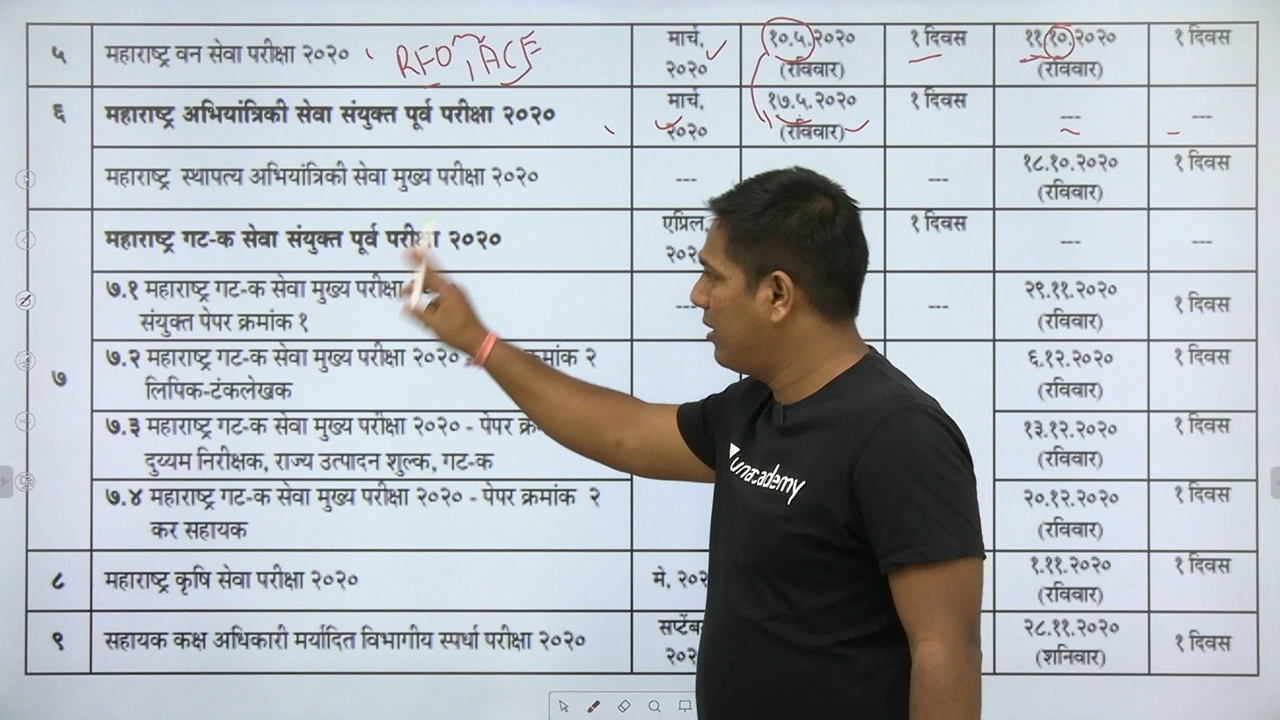 ५ महाराष्ट्र वन सेवा परीक्षा २०२० RFO, ACF मार्च, २०२० १०.५.२०२० (रविवार) १ दिवस ११.१०.२०२० (रविवार) १ दिवस
६ महाराष्ट्र अभियांत्रिकी सेवा संयुक्त पूर्व परीक्षा २०२० मार्च, २०२० १७.५.२०२० (रविवार) १ दिवस --- ---
महाराष्ट्र स्थापत्य अभियांत्रिकी सेवा मुख्य परीक्षा २०२० --- --- १८.१०.२०२० (रविवार) १ दिवस
७ महाराष्ट्र गट-क सेवा संयुक्त पूर्व परीक्षा २०२० एप्रिल, १ दिवस --- ---
७.१ महाराष्ट्र गट-क सेवा मुख्य परीक्षा --- --- २९.११.२०२० (रविवार) १ दिवस
संयुक्त पेपर क्रमांक १
७.२ महाराष्ट्र गट-क सेवा मुख्य परीक्षा २०२० २ ६.१२.२०२० (रविवार) १ दिवस
लिपिक-टंकलेखक
७.३ महाराष्ट्र गट-क सेवा मुख्य परीक्षा २०२० - पेपर १३.१२.२०२० (रविवार) १ दिवस
दुय्यम निरीक्षक, राज्य उत्पादन शुल्क, गट-क
७.४ महाराष्ट्र गट-क सेवा मुख्य परीक्षा २०२० - पेपर क्रमांक २ २०.१२.२०२० (रविवार) १ दिवस
कर सहायक
८ महाराष्ट्र कृषि सेवा परीक्षा २०२० मे, १.११.२०२० (रविवार) १ दिवस
९ सहायक कक्ष अधिकारी मर्यादित विभागीय स्पर्धा परीक्षा २०२० २८.११.२०२० (शनिवार) १ दिवस
unacademy